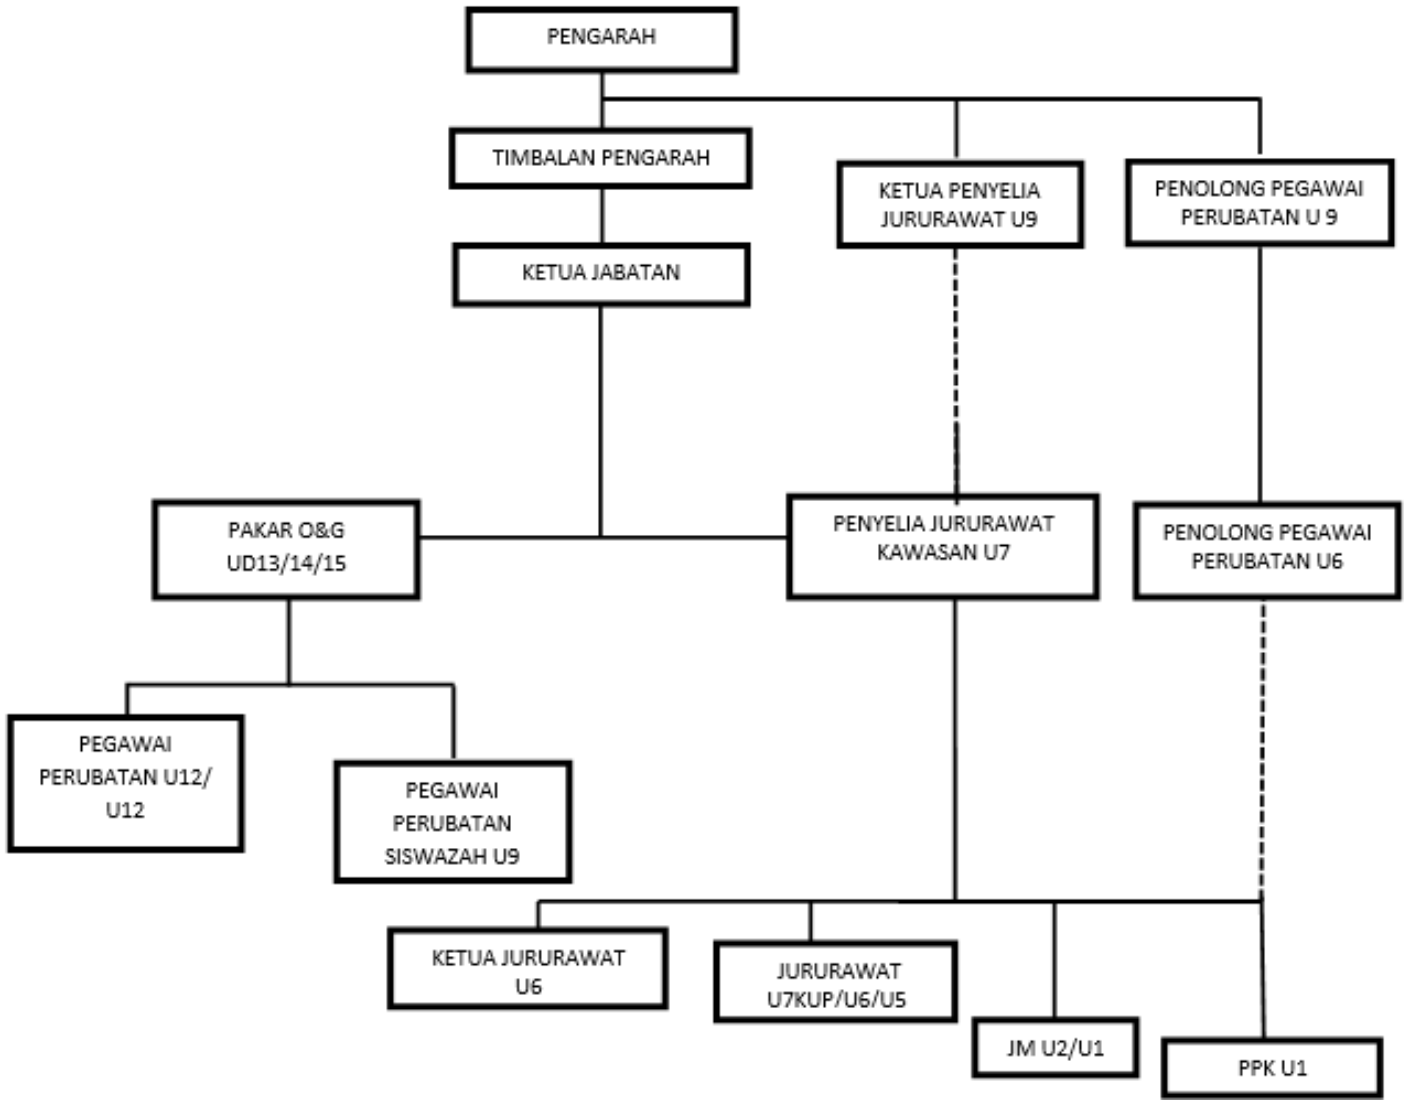 PENGARAH
TIMBALAN PENGARAH
KETUA PENYELIA
JURURAWAT U9
PENOLONG PEGAWAI
PERUBATAN U 9
KETUA JABATAN
PAKAR O&G
UD13/14/15
PENYELIA JURURAWAT
KAWASAN U7
PENOLONG PEGAWAI
PERUBATAN U6
PEGAWAI
PERUBATAN U12/
U12
PEGAWAI
PERUBATAN
SISWAZAH U9
KETUA JURURAWAT
U6
JURURAWAT
U7KUP/U6/U5
JM U2/U1
PPK U1